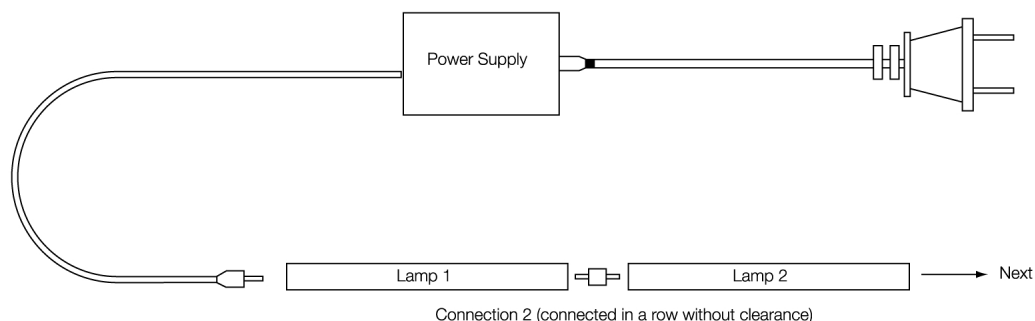 Power Supply
Lamp 1
Lamp 2
Next
Connection 2 (connected in a row without clearance)